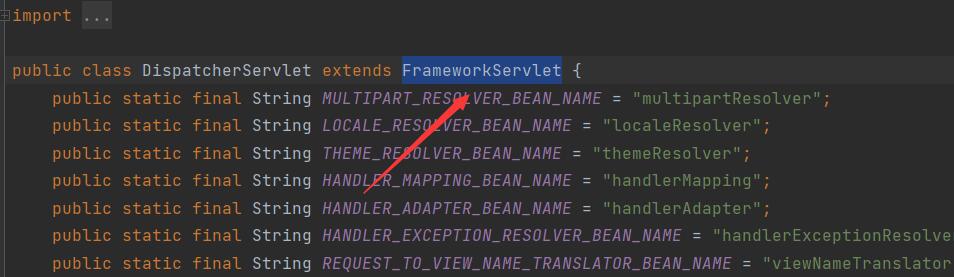 import ...
public class DispatcherServlet extends FrameworkServlet {
public static final String MULTIPART_RESOLVER_BEAN_NAME = "multipartResolver";
public static final String LOCALE_RESOLVER_BEAN_NAME = "localeResolver";
public static final String THEME_RESOLVER_BEAN_NAME = "themeResolver";
public static final String HANDLER_MAPPING_BEAN_NAME = "handlerMapping";
public static final String HANDLER_ADAPTER_BEAN_NAME = "handlerAdapter";
public static final String HANDLER_EXCEPTION_RESOLVER_BEAN_NAME = "handlerExceptionResolve
public static final String REQUEST_TO_VIEW_NAME_TRANSLATOR_BEAN_NAME = "viewNameTranslator